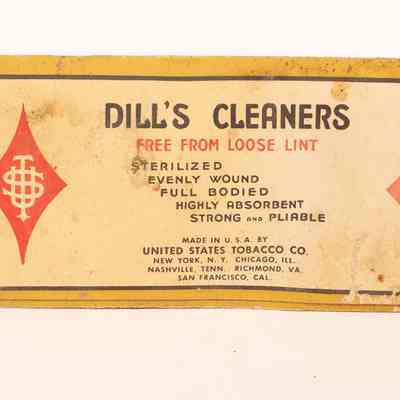 DILL'S CLEANERS
FREE FROM LOOSE LINT
STERILIZED
EVENLY WOUND
FULL BODIED
HIGHLY ABSORBENT
STRONG AND PLIABLE
MADE IN U.S.A. BY
UNITED STATES TOBACCO CO.
NEW YORK, N. Y. CHICAGO, ILL.
NASHVILLE, TENN. RICHMOND, VA.
SAN FRANCISCO, CAL.